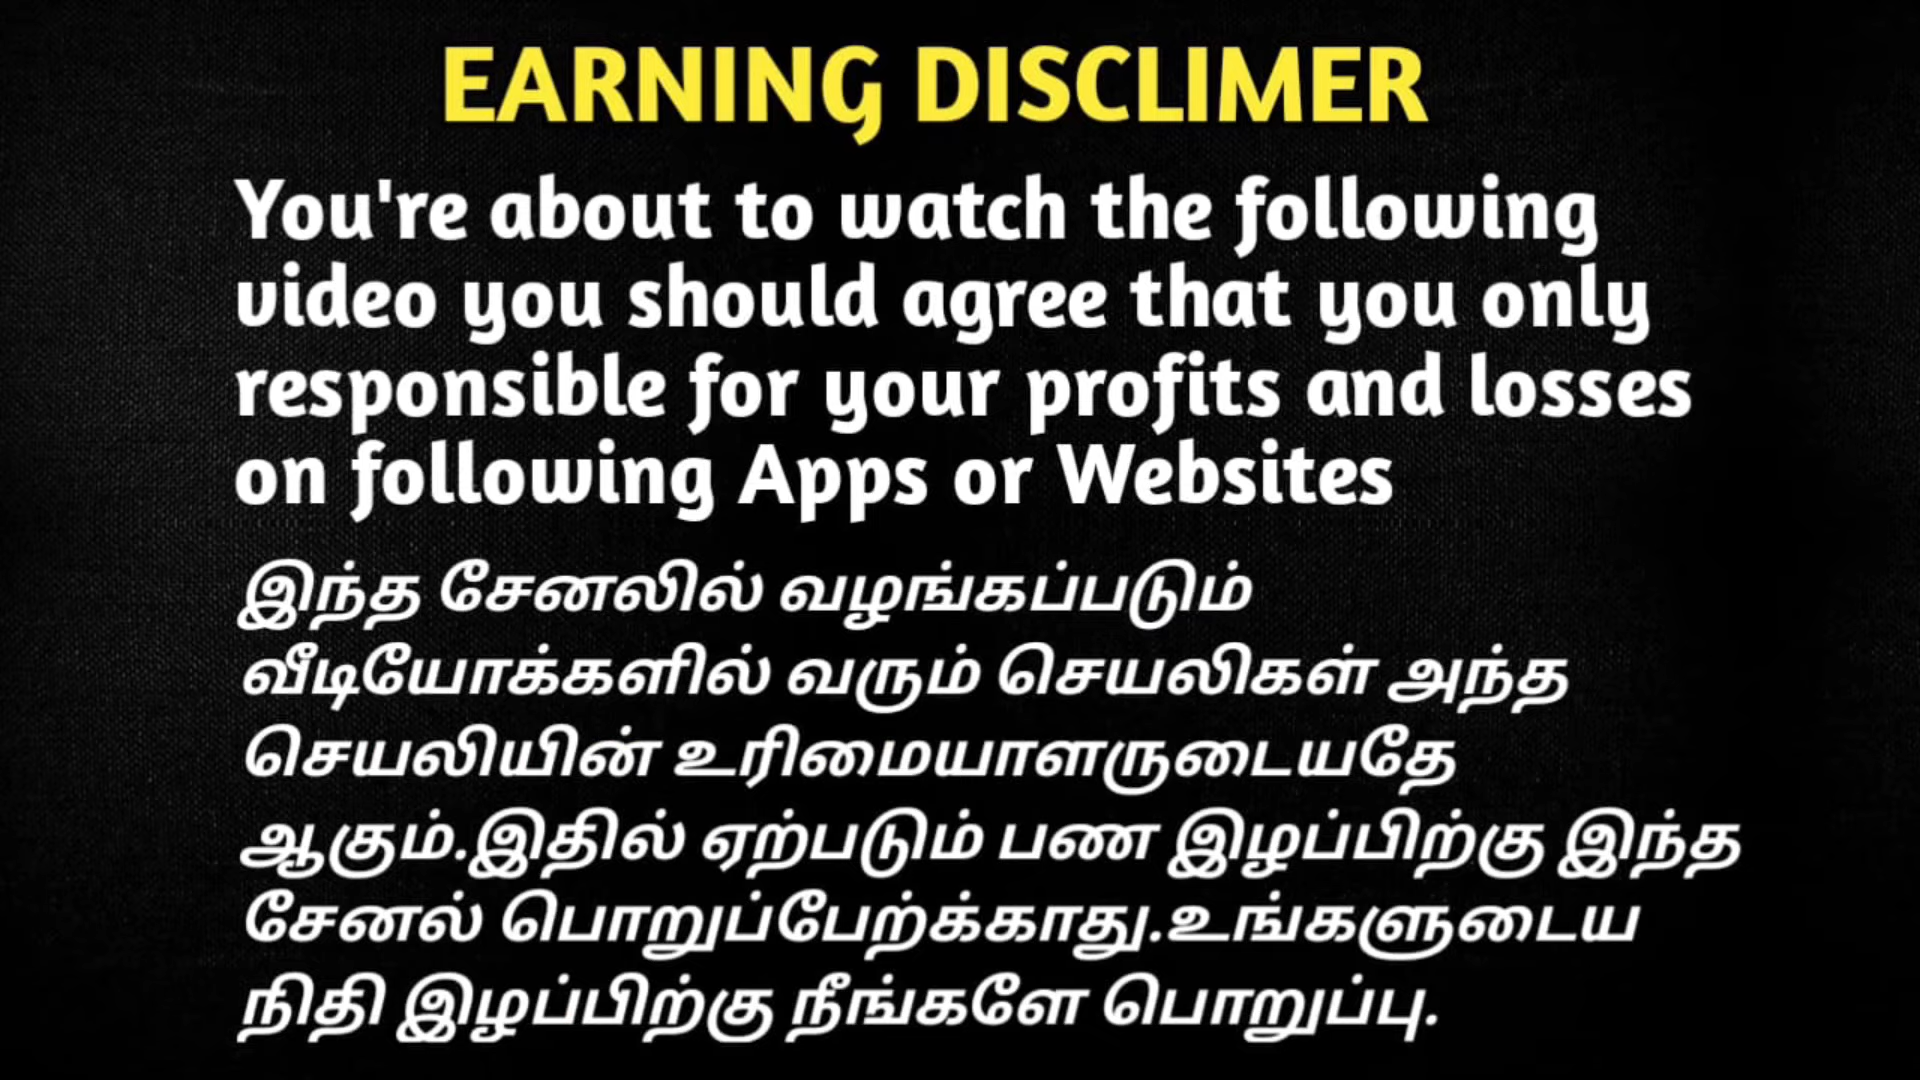 EARNING DISCLIMER
You're about to watch the following
video you should agree that you only
responsible for your profits and losses
on following Apps or Websites
இந்த சேனலில் வழங்கப்படும்
வீடியோக்களில் வரும் செயலிகள் அந்த
செயலியின் உரிமையாளருடையதே
ஆகும்.இதில் ஏற்படும் பண இழப்பிற்கு இந்த
சேனல் பொறுப்பேற்க்காது.உங்களுடைய
நிதி இழப்பிற்கு நீங்களே பொறுப்பு.